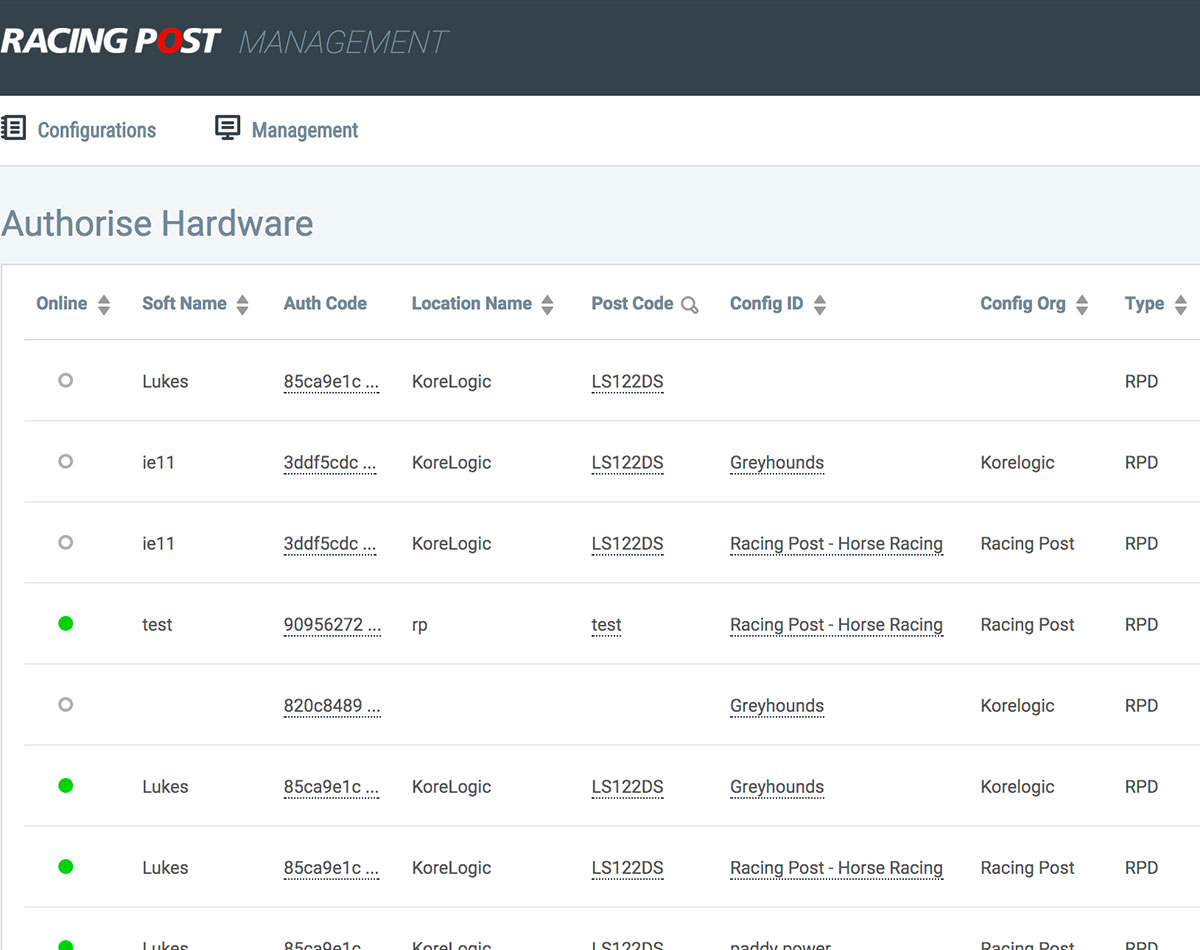 RACING POST MANAGEMENT
Configurations Management
Authorise Hardware
Online Soft Name Auth Code Location Name Post Code Config ID Config Org Type
Lukes 85ca9e1c ... KoreLogic LS122DS RPD
ie11 3ddf5cdc ... KoreLogic LS122DS Greyhounds Korelogic RPD
ie11 3ddf5cdc ... KoreLogic LS122DS Racing Post - Horse Racing Racing Post RPD
test 90956272 ... rp test Racing Post - Horse Racing Racing Post RPD
820c8489 ... Greyhounds Korelogic RPD
Lukes 85ca9e1c ... KoreLogic LS122DS Greyhounds Korelogic RPD
Lukes 85ca9e1c ... KoreLogic LS122DS Racing Post - Horse Racing Racing Post RPD
Lukes 85ca9e1c KoreLogic LS122DS paddy power Racing Post RPD